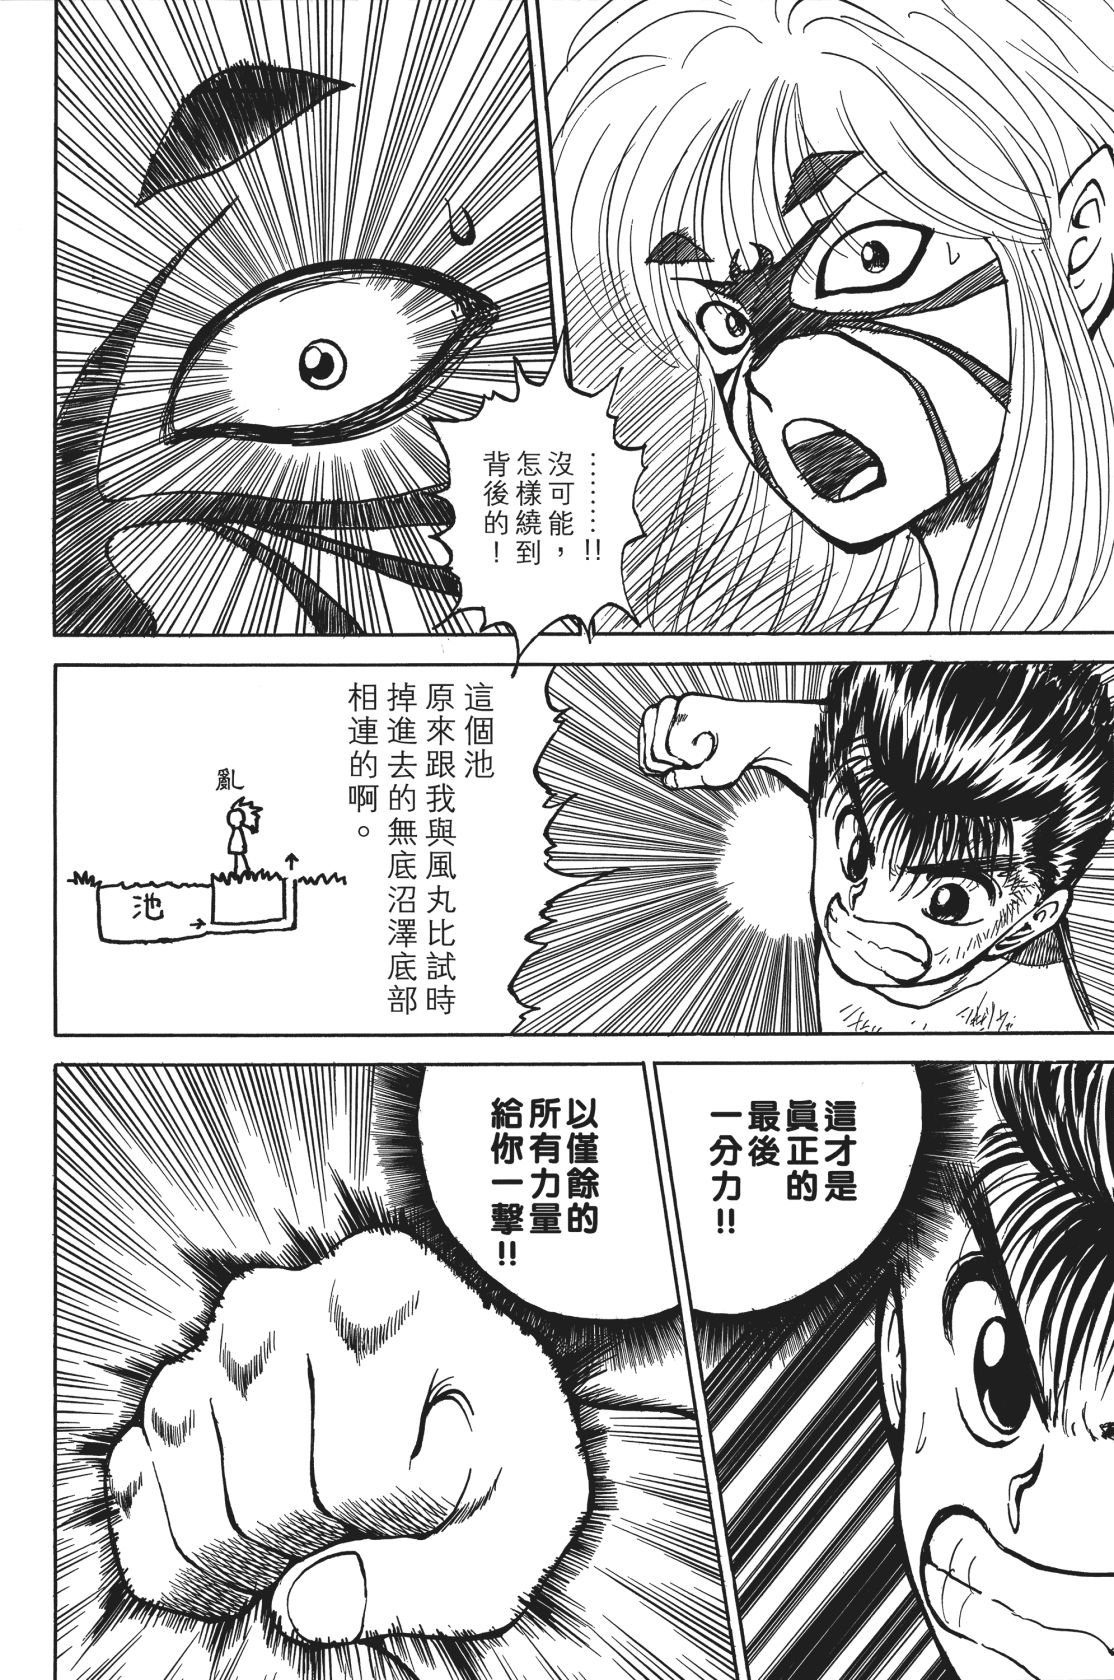 ………!!
沒可能，
怎樣繞到
背後的！
這個池
原來跟我與風丸比試時
掉進去的無底沼澤底部
相連的啊。
亂
池
這才是
眞正的
最後
一分力!!
以僅餘的
所有力量
給你一擊!!